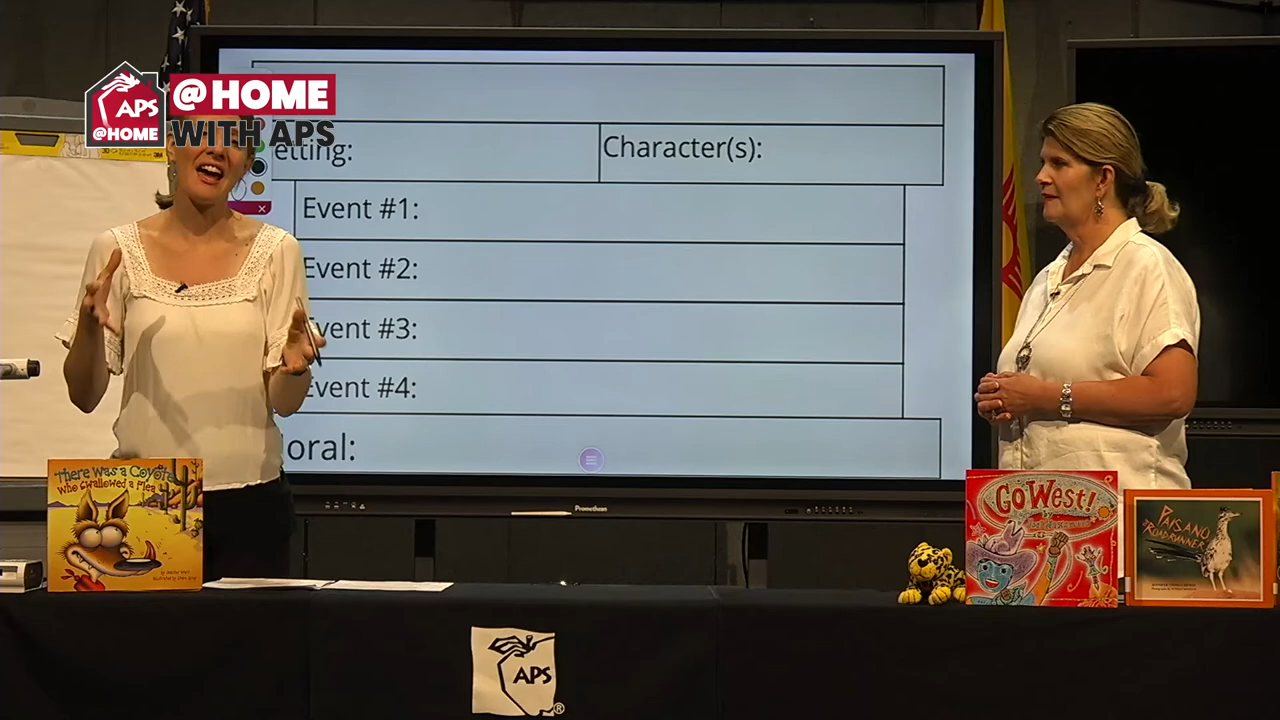 APS
@HOME
@HOME
WITH APS
etting:
Character(s):
Event #1:
Event #2:
Event #3:
Event #4:
oral:
Promethean
There was a Coyote
who Swallowed a Flea
Go West!
PAISANO
THE ROADRUNNER
APS
®